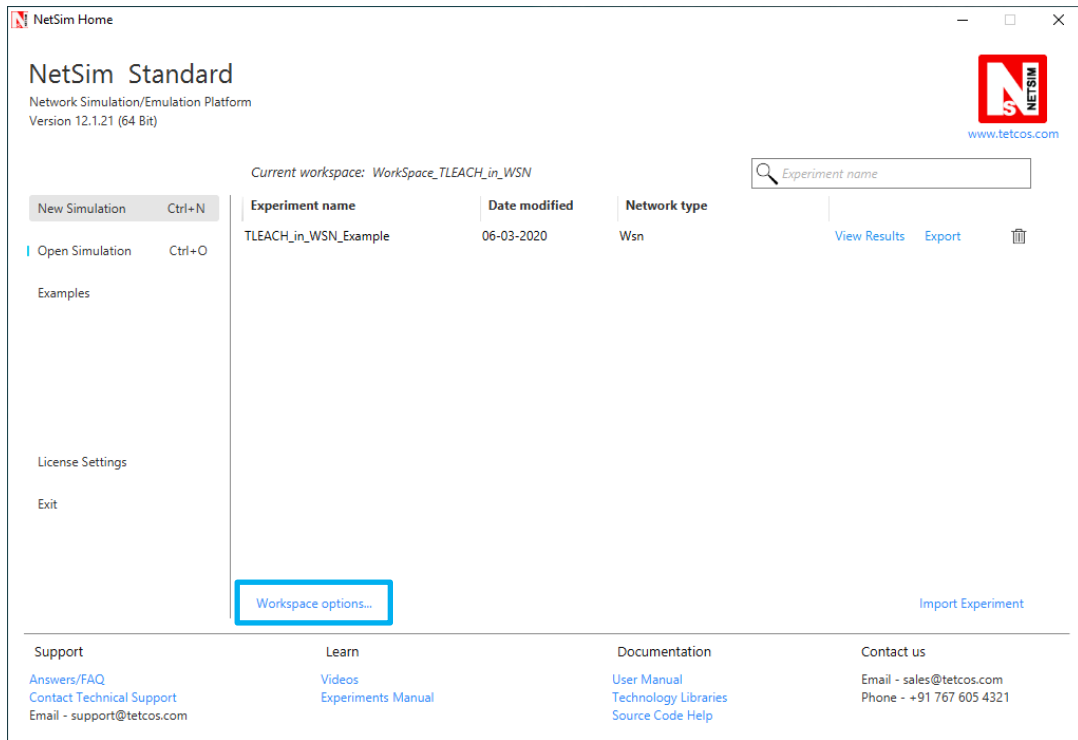 NetSim Home
NetSim Standard
Network Simulation/Emulation Platform
Version 12.1.21 (64 Bit)
NS NETSIM
www.tetcos.com
Current workspace: WorkSpace_TLEACH_in_WSN
Experiment name
New Simulation Ctrl+N
Open Simulation Ctrl+O
Examples
License Settings
Exit
Experiment name Date modified Network type
TLEACH_in_WSN_Example 06-03-2020 Wsn View Results Export
Workspace options...
Import Experiment
Support
Answers/FAQ
Contact Technical Support
Email - support@tetcos.com
Learn
Videos
Experiments Manual
Documentation
User Manual
Technology Libraries
Source Code Help
Contact us
Email - sales@tetcos.com
Phone - +91 767 605 4321